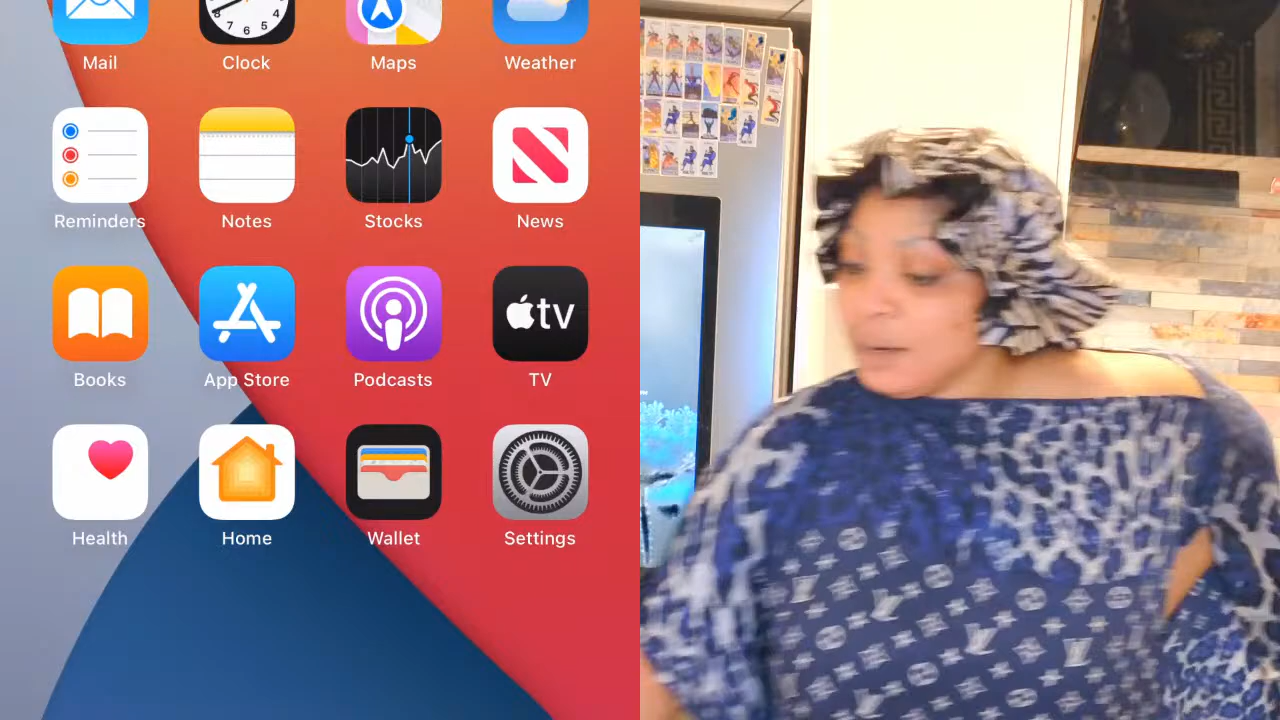 Mail Clock Maps Weather
Reminders Notes Stocks News
tv
Books App Store Podcasts TV
Health Home Wallet Settings